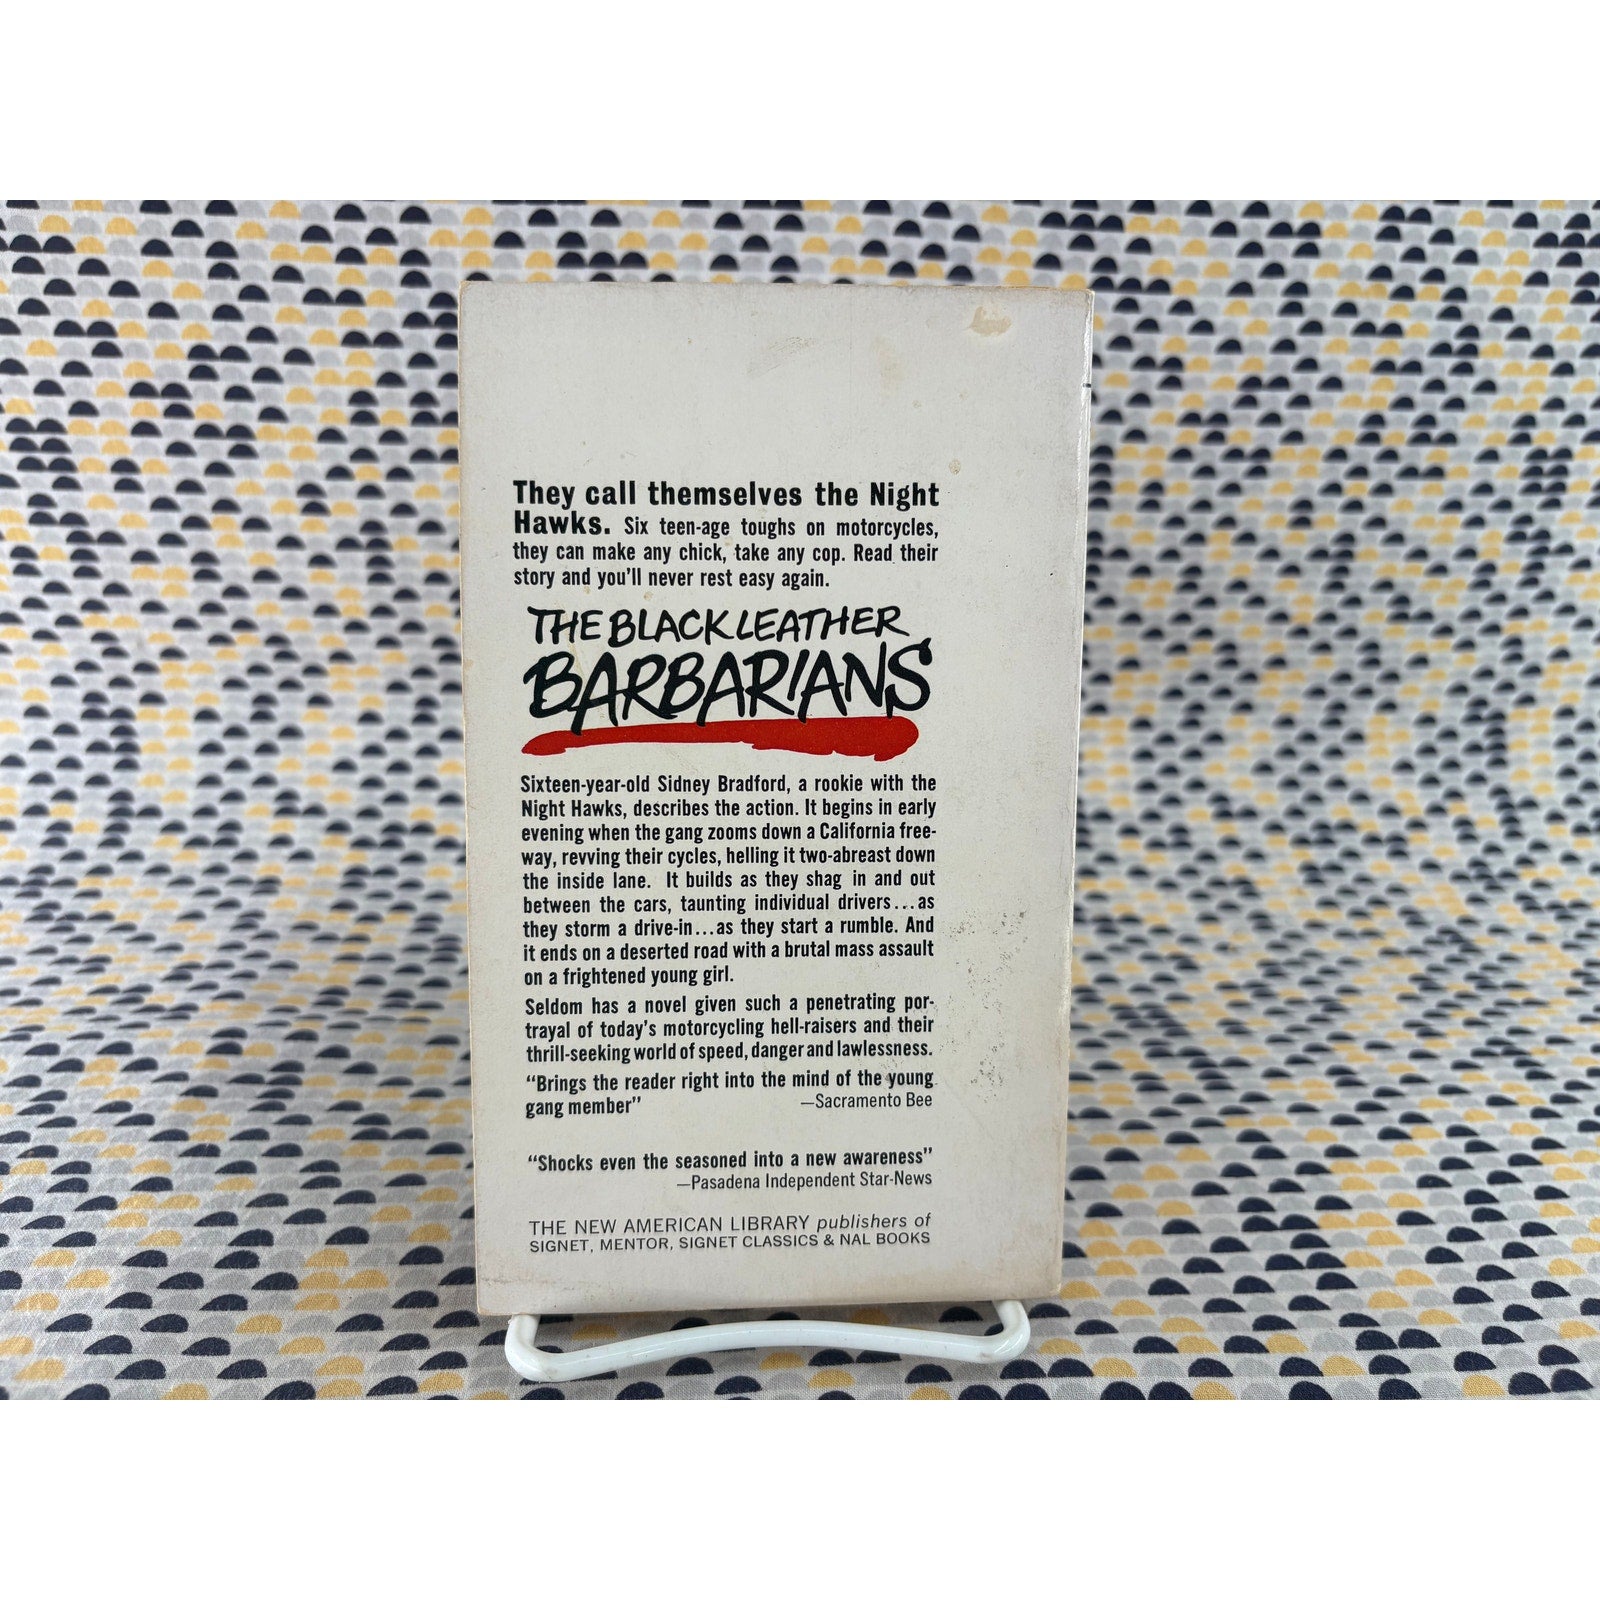 They call themselves the Night
Hawks. Six teen-age toughs on motorcycles,
they can make any chick, take any cop. Read their
story and you'll never rest easy again.
THE BLACK LEATHER
BARBARIANS
Sixteen-year-old Sidney Bradford, a rookie with the
Night Hawks, describes the action. It begins in early
evening when the gang zooms down a California free-
way, revving their cycles, helling it two-abreast down
the inside lane. It builds as they shag in and out
between the cars, taunting individual drivers...as
they storm a drive-in...as they start a rumble. And
it ends on a deserted road with a brutal mass assault
on a frightened young girl.
Seldom has a novel given such a penetrating por-
trayal of today's motorcycling hell-raisers and their
thrill-seeking world of speed, danger and lawlessness.
"Brings the reader right into the mind of the young
gang member" —Sacramento Bee
"Shocks even the seasoned into a new awareness"
—Pasadena Independent Star-News
THE NEW AMERICAN LIBRARY publishers of
SIGNET, MENTOR, SIGNET CLASSICS & NAL BOOKS